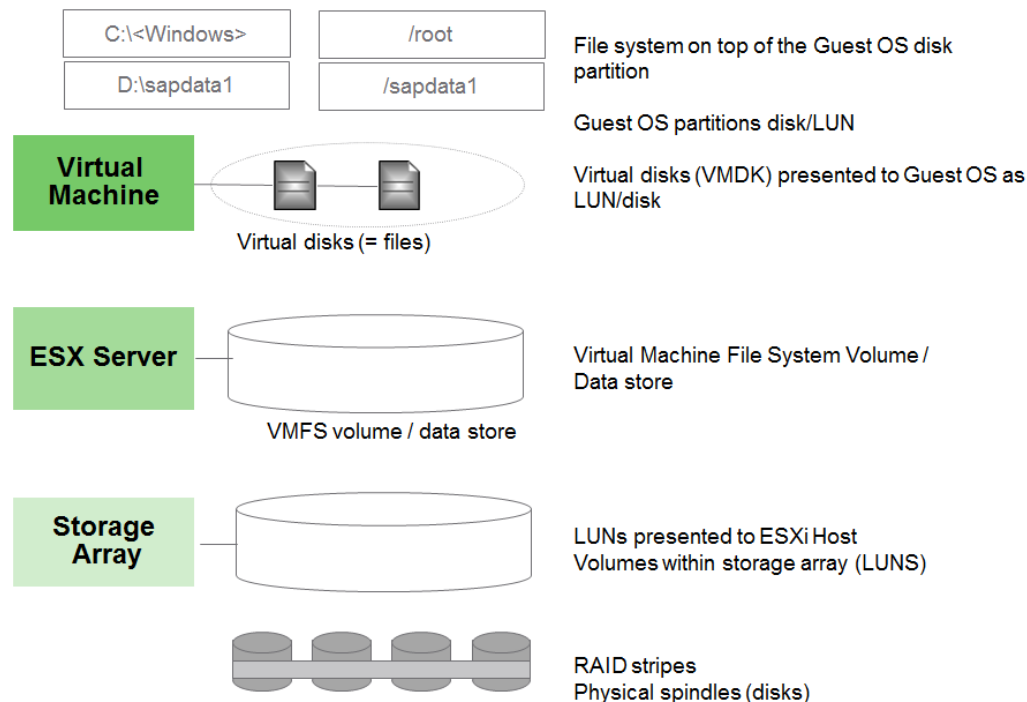 C:\<Windows>
/root
D:\sapdata1
/sapdata1
File system on top of the Guest OS disk
partition
Guest OS partitions disk/LUN
Virtual
Machine
Virtual disks (VMDK) presented to Guest OS as
LUN/disk
Virtual disks (= files)
ESX Server
Virtual Machine File System Volume /
Data store
VMFS volume / data store
Storage
Array
LUNs presented to ESXi Host
Volumes within storage array (LUNS)
RAID stripes
Physical spindles (disks)